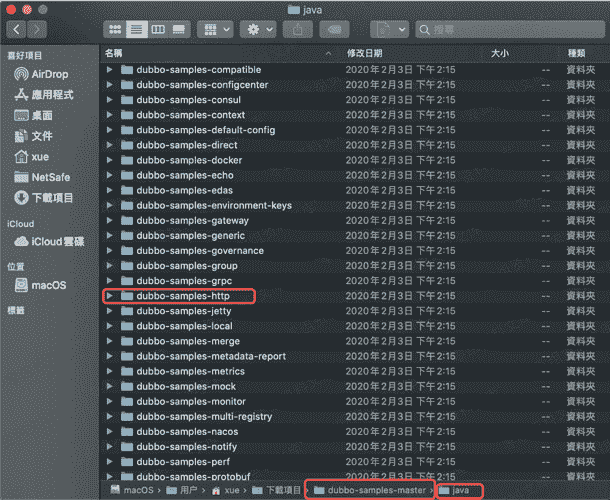 java
搜尋
喜好項目
AirDrop
應用程式
桌面
文件
xue
NetSafe
下載項目
iCloud
iCloud雲碟
位置
macOS
標籤
名稱 修改日期 大小 種類
dubbo-samples-compatible 2020年2月3日 下午2:15 -- 資料夾
dubbo-samples-configcenter 2020年2月3日 下午2:15 -- 資料夾
dubbo-samples-consul 2020年2月3日 下午2:15 -- 資料夾
dubbo-samples-context 2020年2月3日 下午2:15 -- 資料夾
dubbo-samples-default-config 2020年2月3日 下午2:15 -- 資料夾
dubbo-samples-direct 2020年2月3日 下午2:15 -- 資料夾
dubbo-samples-docker 2020年2月3日 下午2:15 -- 資料夾
dubbo-samples-echo 2020年2月3日 下午2:15 -- 資料夾
dubbo-samples-edas 2020年2月3日 下午2:15 -- 資料夾
dubbo-samples-environment-keys 2020年2月3日 下午2:15 -- 資料夾
dubbo-samples-gateway 2020年2月3日 下午2:15 -- 資料夾
dubbo-samples-generic 2020年2月3日 下午2:15 -- 資料夾
dubbo-samples-governance 2020年2月3日 下午2:15 -- 資料夾
dubbo-samples-group 2020年2月3日 下午2:15 -- 資料夾
dubbo-samples-grpc 2020年2月3日 下午2:15 -- 資料夾
dubbo-samples-http 2020年2月3日 下午2:15 -- 資料夾
dubbo-samples-jetty 2020年2月3日 下午2:15 -- 資料夾
dubbo-samples-local 2020年2月3日 下午2:15 -- 資料夾
dubbo-samples-merge 2020年2月3日 下午2:15 -- 資料夾
dubbo-samples-metadata-report 2020年2月3日 下午2:15 -- 資料夾
dubbo-samples-metrics 2020年2月3日 下午2:15 -- 資料夾
dubbo-samples-mock 2020年2月3日 下午2:15 -- 資料夾
dubbo-samples-monitor 2020年2月3日 下午2:15 -- 資料夾
dubbo-samples-multi-registry 2020年2月3日 下午2:15 -- 資料夾
dubbo-samples-nacos 2020年2月3日 下午2:15 -- 資料夾
dubbo-samples-notify 2020年2月3日 下午2:15 -- 資料夾
dubbo-samples-perf 2020年2月3日 下午2:15 -- 資料夾
dubbo-samples-protobuf 2020年2月3日 下午2:15 -- 資料夾
macOS › 用戶 › xue › 下載項目 › dubbo-samples-master › java